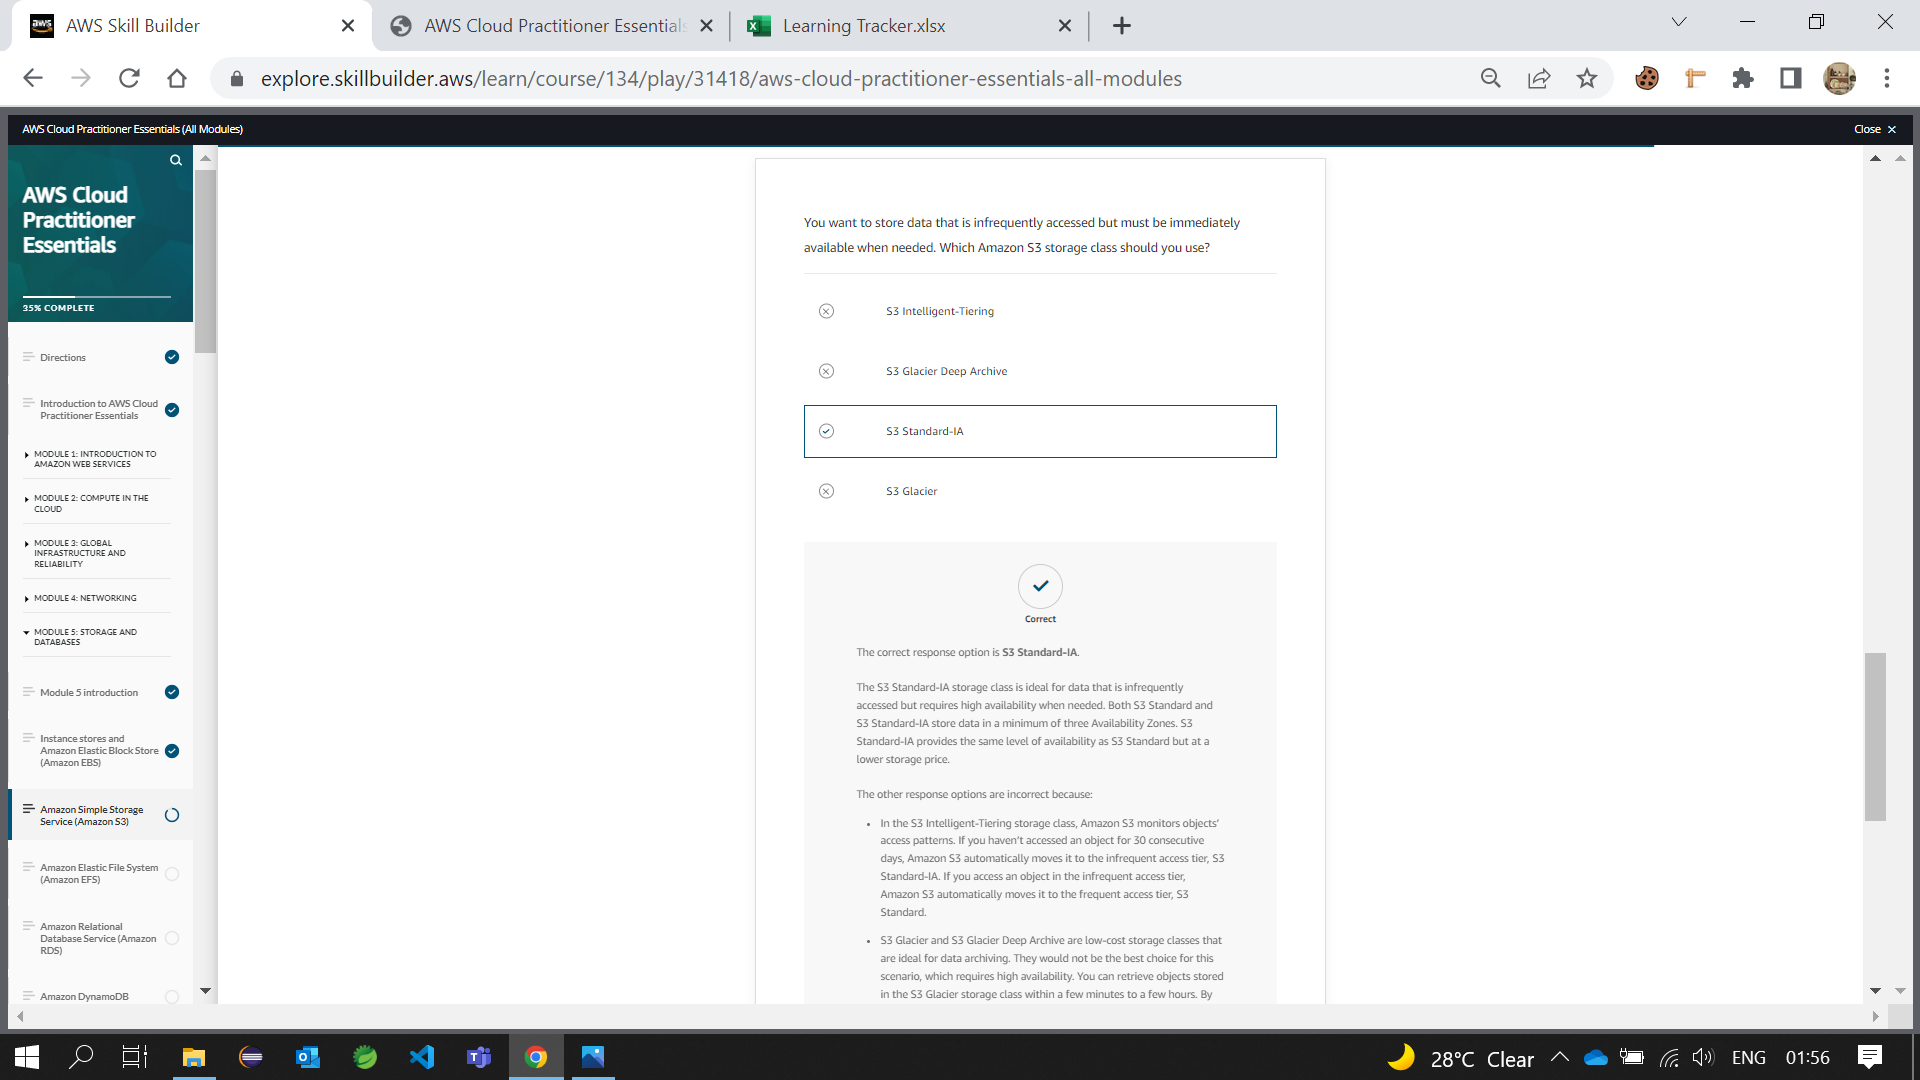 AWS Skill Builder
AWS Cloud Practitioner Essentials
Learning Tracker.xlsx
explore.skillbuilder.aws/learn/course/134/play/31418/aws-cloud-practitioner-essentials-all-modules
AWS Cloud Practitioner Essentials (All Modules)
Close
AWS Cloud
Practitioner
Essentials
35% COMPLETE
Directions
Introduction to AWS Cloud
Practitioner Essentials
MODULE 1: INTRODUCTION TO
AMAZON WEB SERVICES
MODULE 2: COMPUTE IN THE
CLOUD
MODULE 3: GLOBAL
INFRASTRUCTURE AND
RELIABILITY
MODULE 4: NETWORKING
MODULE 5: STORAGE AND
DATABASES
Module 5 introduction
Instance stores and
Amazon Elastic Block Store
(Amazon EBS)
Amazon Simple Storage
Service (Amazon S3)
Amazon Elastic File System
(Amazon EFS)
Amazon Relational
Database Service (Amazon
RDS)
Amazon DynamoDB
You want to store data that is infrequently accessed but must be immediately
available when needed. Which Amazon S3 storage class should you use?
S3 Intelligent-Tiering
S3 Glacier Deep Archive
S3 Standard-IA
S3 Glacier
Correct
The correct response option is S3 Standard-IA.
The S3 Standard-IA storage class is ideal for data that is infrequently
accessed but requires high availability when needed. Both S3 Standard and
S3 Standard-IA store data in a minimum of three Availability Zones. S3
Standard-IA provides the same level of availability as S3 Standard but at a
lower storage price.
The other response options are incorrect because:
• In the S3 Intelligent-Tiering storage class, Amazon S3 monitors objects'
access patterns. If you haven't accessed an object for 30 consecutive
days, Amazon S3 automatically moves it to the infrequent access tier, S3
Standard-IA. If you access an object in the infrequent access tier,
Amazon S3 automatically moves it to the frequent access tier, S3
Standard.
• S3 Glacier and S3 Glacier Deep Archive are low-cost storage classes that
are ideal for data archiving. They would not be the best choice for this
scenario, which requires high availability. You can retrieve objects stored
in the S3 Glacier storage class within a few minutes to a few hours. By
28°C Clear
ENG
01:56